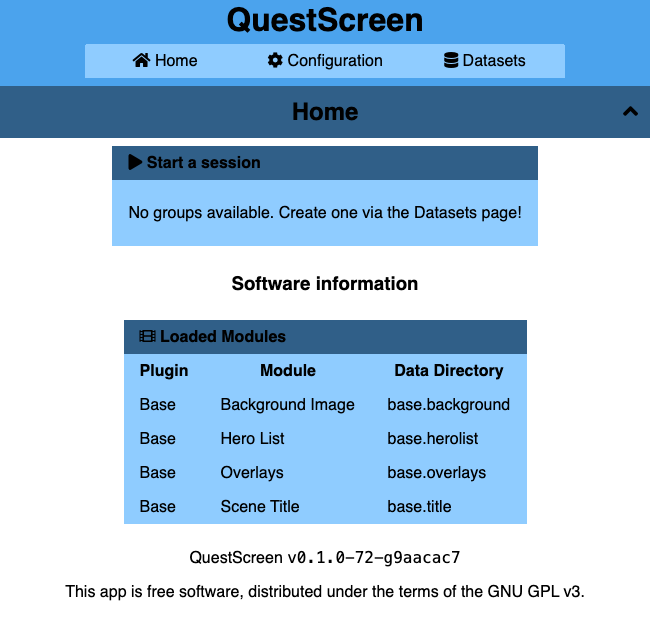 QuestScreen
Home Configuration Datasets
Home
Start a session
No groups available. Create one via the Datasets page!
Software information
Loaded Modules
Plugin Module Data Directory
Base Background Image base.background
Base Hero List base.herolist
Base Overlays base.overlays
Base Scene Title base.title
QuestScreen v0.1.0-72-g9aacac7
This app is free software, distributed under the terms of the GNU GPL v3.